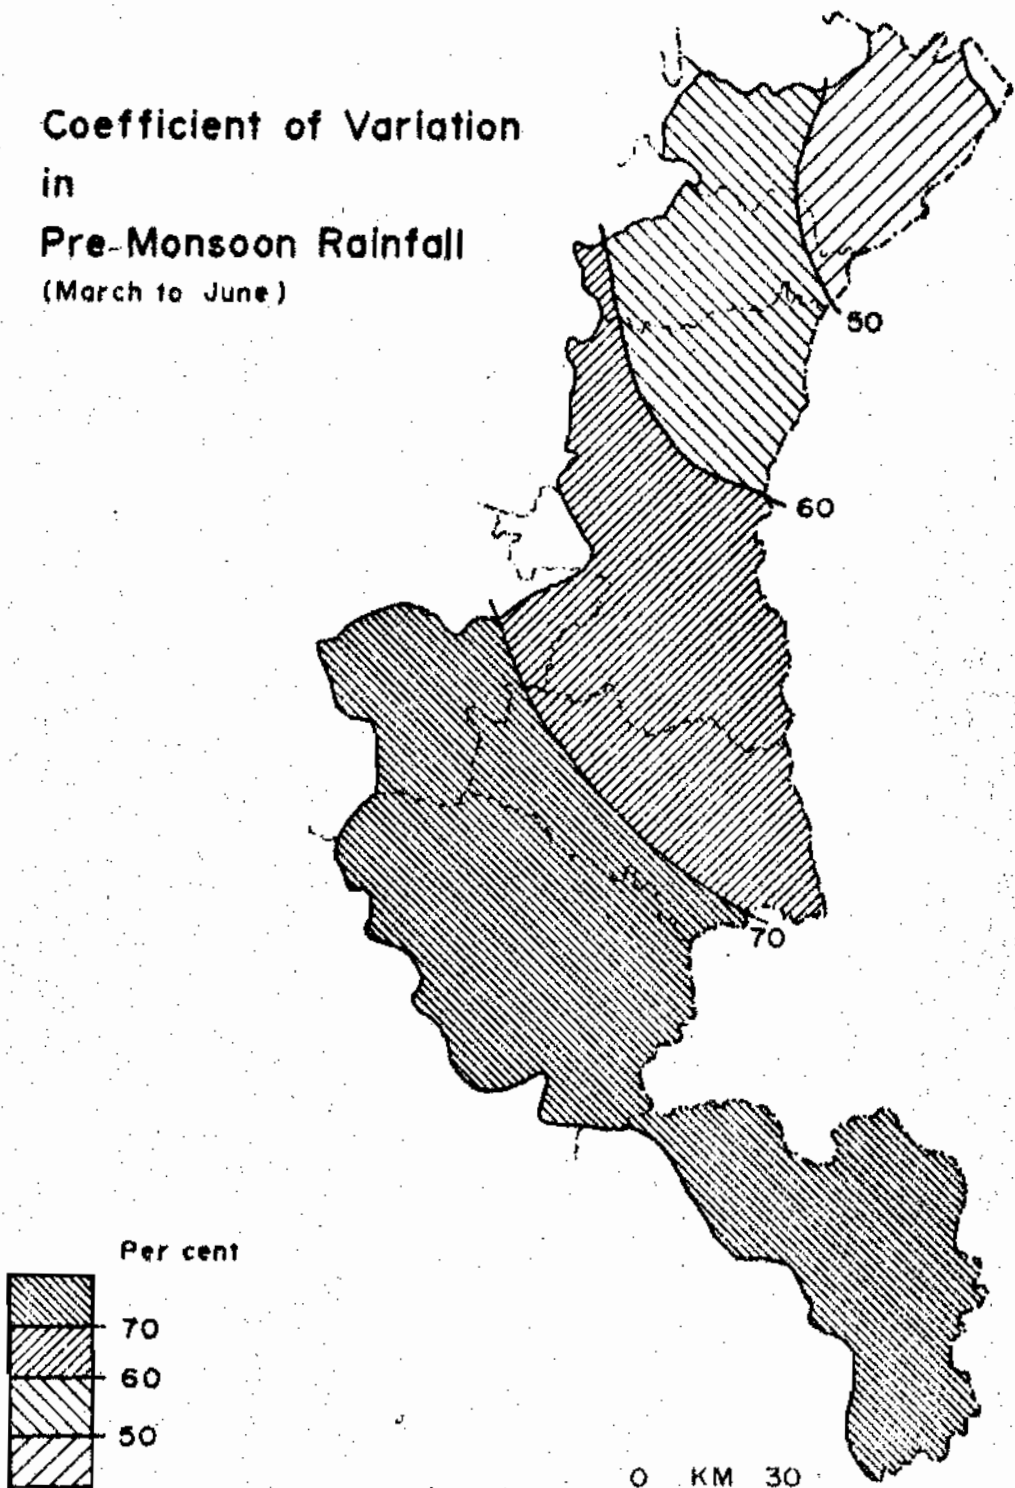 Coefficient of Variation
in
Pre-Monsoon Rainfall
(March to June)
50
60
70
Per cent
70
60
50
0 KM 30